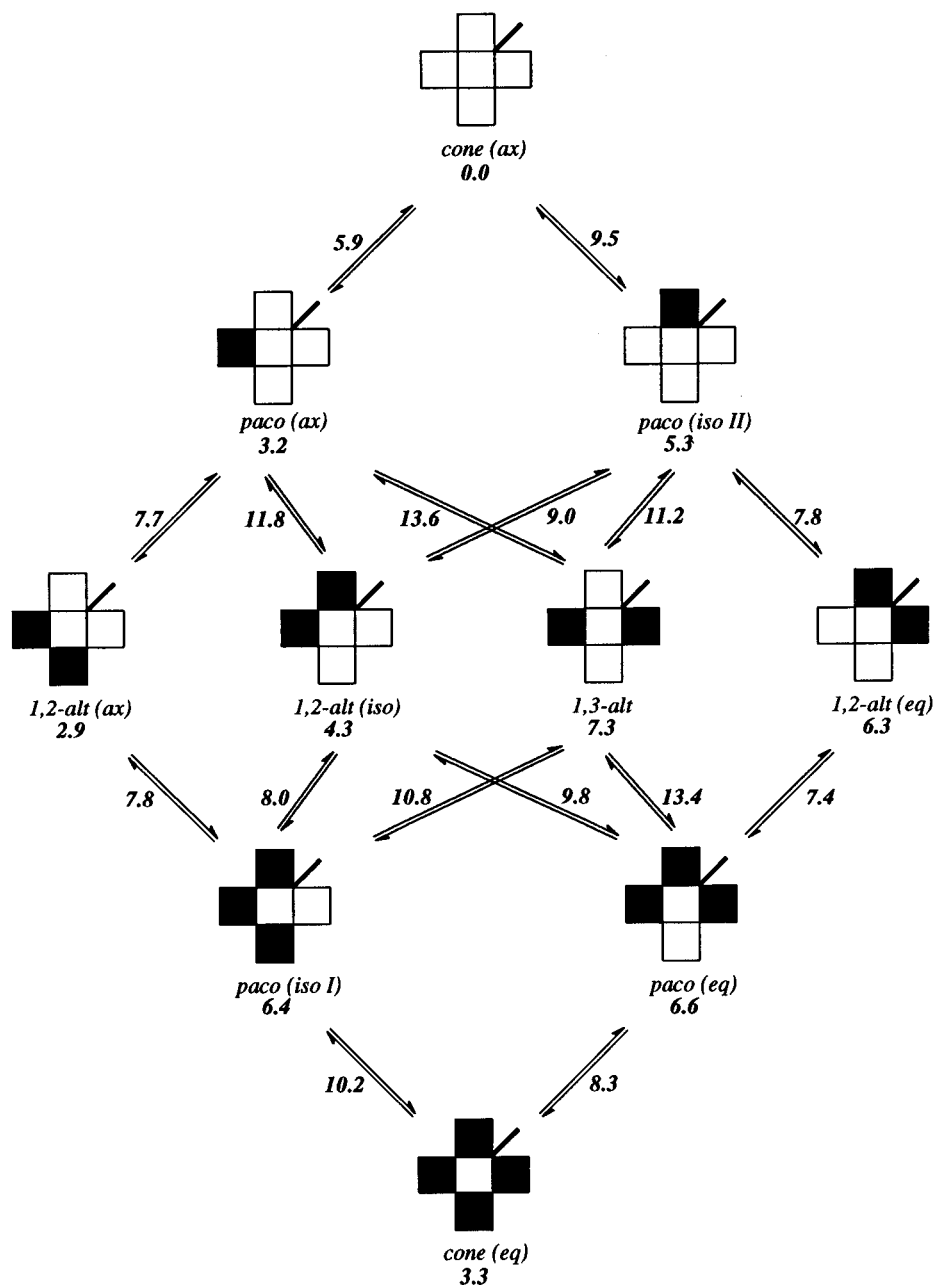 cone (ax)
0.0
5.9
9.5
paco (ax)
3.2
paco (iso II)
5.3
7.7
11.8
13.6
9.0
11.2
7.8
1,2-alt (ax)
2.9
1,2-alt (iso)
4.3
1,3-alt
7.3
1,2-alt (eq)
6.3
7.8
8.0
10.8
9.8
13.4
7.4
paco (iso I)
6.4
paco (eq)
6.6
10.2
8.3
cone (eq)
3.3